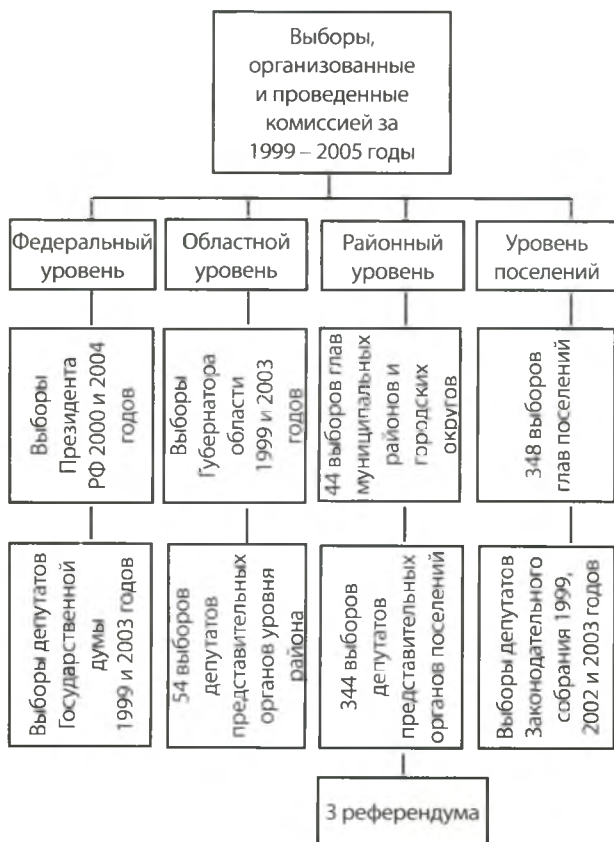 Выборы,
организованные
и проведенные
комиссией за
1999 – 2005 годы
Федеральный
уровень
Областной
уровень
Районный
уровень
Уровень
поселений
Выборы
Президента
РФ 2000 и 2004
годов
Выборы
Губернатора
области
1999 и 2003
годов
44 выборов глав
муниципальных
районов и
городских
округов
348 выборов
глав поселений
Выборы депутатов
Государственной
думы
1999 и 2003 годов
54 выборов
депутатов
представительных
органов уровня
района
344 выборов
депутатов
представительных
органов поселений
Выборы депутатов
Законодательного
собрания 1999,
2002 и 2003 годов
3 референдума